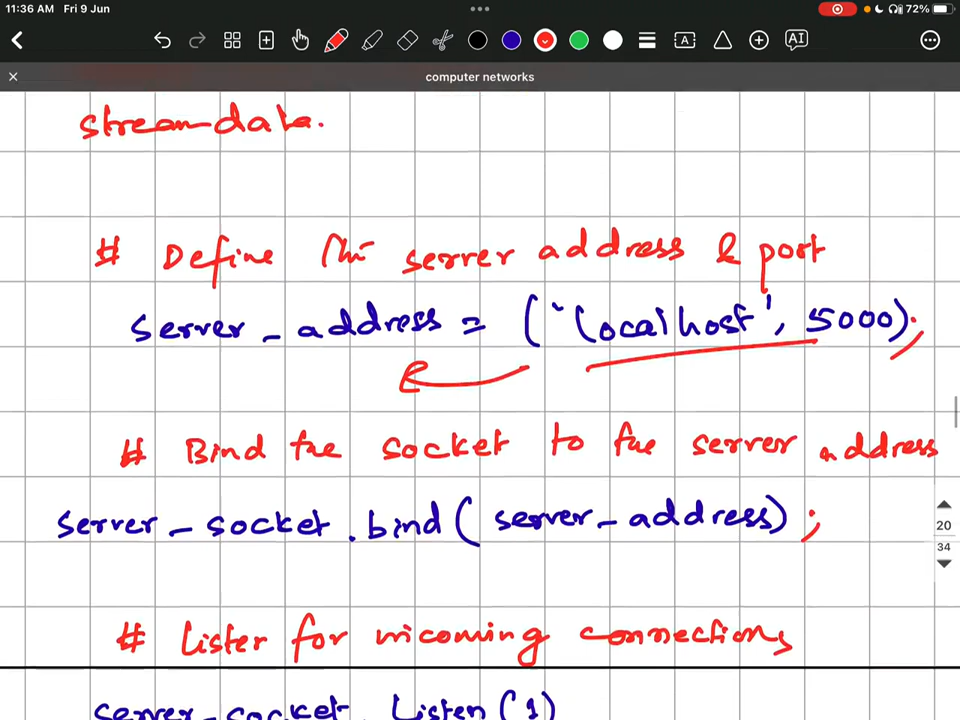 11:36 AM Fri 9 Jun
72%
A
AI
computer networks
stream data.
# Define the server address & port
server_address = ('localhost', 5000);
# Bind the socket to the server address
server_socket.bind(server_address);
20
34
# Listen for incoming connections
server_socket. Listen (1)